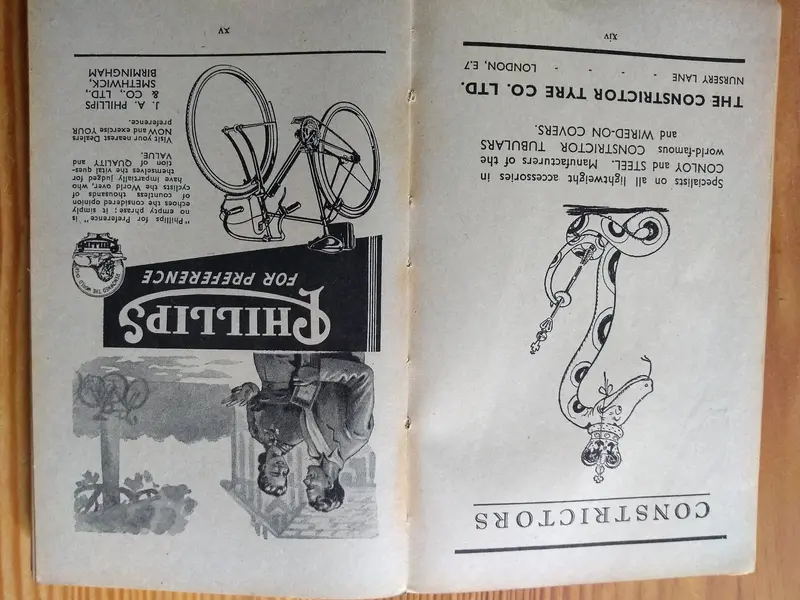 CONSTRICTORS
Specialists on all lightweight accessories in
CONLOY and STEEL. Manufacturers of the
world-famous CONSTRICTOR TUBULARS
and WIRED-ON COVERS.
THE CONSTRICTOR TYRE CO. LTD.
NURSERY LANE - - - - LONDON, E.7
xiv
PHILLIPS
FOR PREFERENCE
"Phillips for Preference" is
no empty phrase; it simply
echoes the considered opinion
of countless thousands of
cyclists the World over, who
have impartially judged for
themselves the vital ques-
tion of QUALITY and
VALUE.
Visit your nearest Dealers
NOW and exercise YOUR
preference.
J. A. PHILLIPS
& CO., LTD.,
SMETHWICK,
BIRMINGHAM
xv